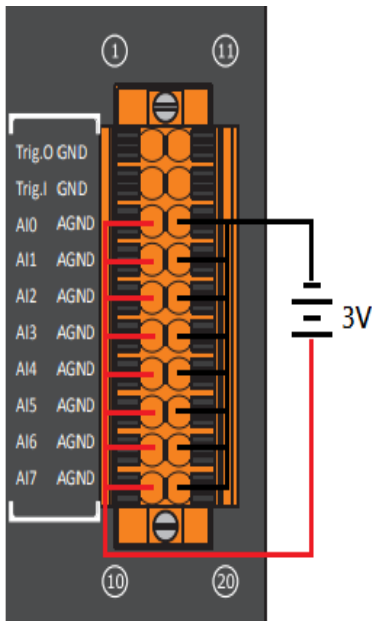 1 11
Trig.O GND
Trig.I GND
AI0 AGND
AI1 AGND
AI2 AGND
AI3 AGND
3V
AI4 AGND
AI5 AGND
AI6 AGND
AI7 AGND
10 20